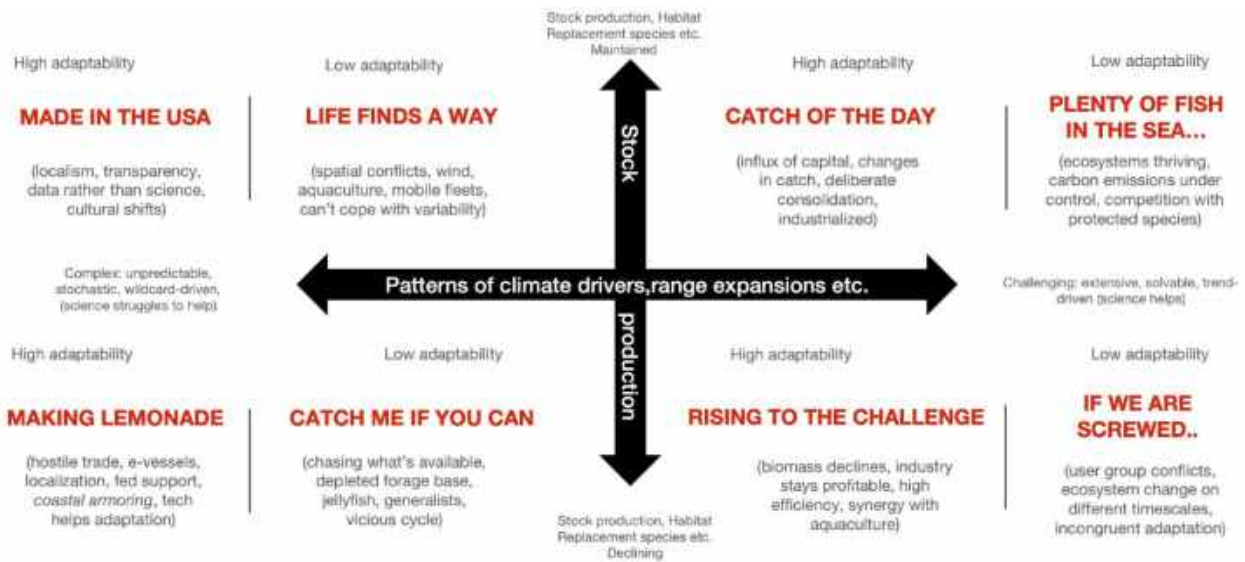 Stock production, Habitat
Replacement species etc.
Maintained
High adaptability
Low adaptability
High adaptability
Low adaptability
MADE IN THE USA
LIFE FINDS A WAY
CATCH OF THE DAY
PLENTY OF FISH
IN THE SEA...
(localism, transparency,
data rather than science,
cultural shifts)
(spatial conflicts, wind,
aquaculture, mobile fleets,
can't cope with variability)
Stock
(influx of capital, changes
in catch, deliberate
consolidation,
industrialized)
(ecosystems thriving,
carbon emissions under
control, competition with
protected species)
Complex: unpredictable,
stochastic, wildcard-driven,
(science struggles to help)
Patterns of climate drivers,range expansions etc.
Challenging: extensive, solvable, trend-
driven (science helps)
production
High adaptability
Low adaptability
High adaptability
Low adaptability
MAKING LEMONADE
CATCH ME IF YOU CAN
RISING TO THE CHALLENGE
IF WE ARE
SCREWED..
(hostile trade, e-vessels,
localization, fed support,
coastal armoring, tech
helps adaptation)
(chasing what's available,
depleted forage base,
jellyfish, generalists,
vicious cycle)
(biomass declines, industry
stays profitable, high
efficiency, synergy with
aquaculture)
(user group conflicts,
ecosystem change on
different timescales,
incongruent adaptation)
Stock production, Habitat
Replacement species etc.
Declining